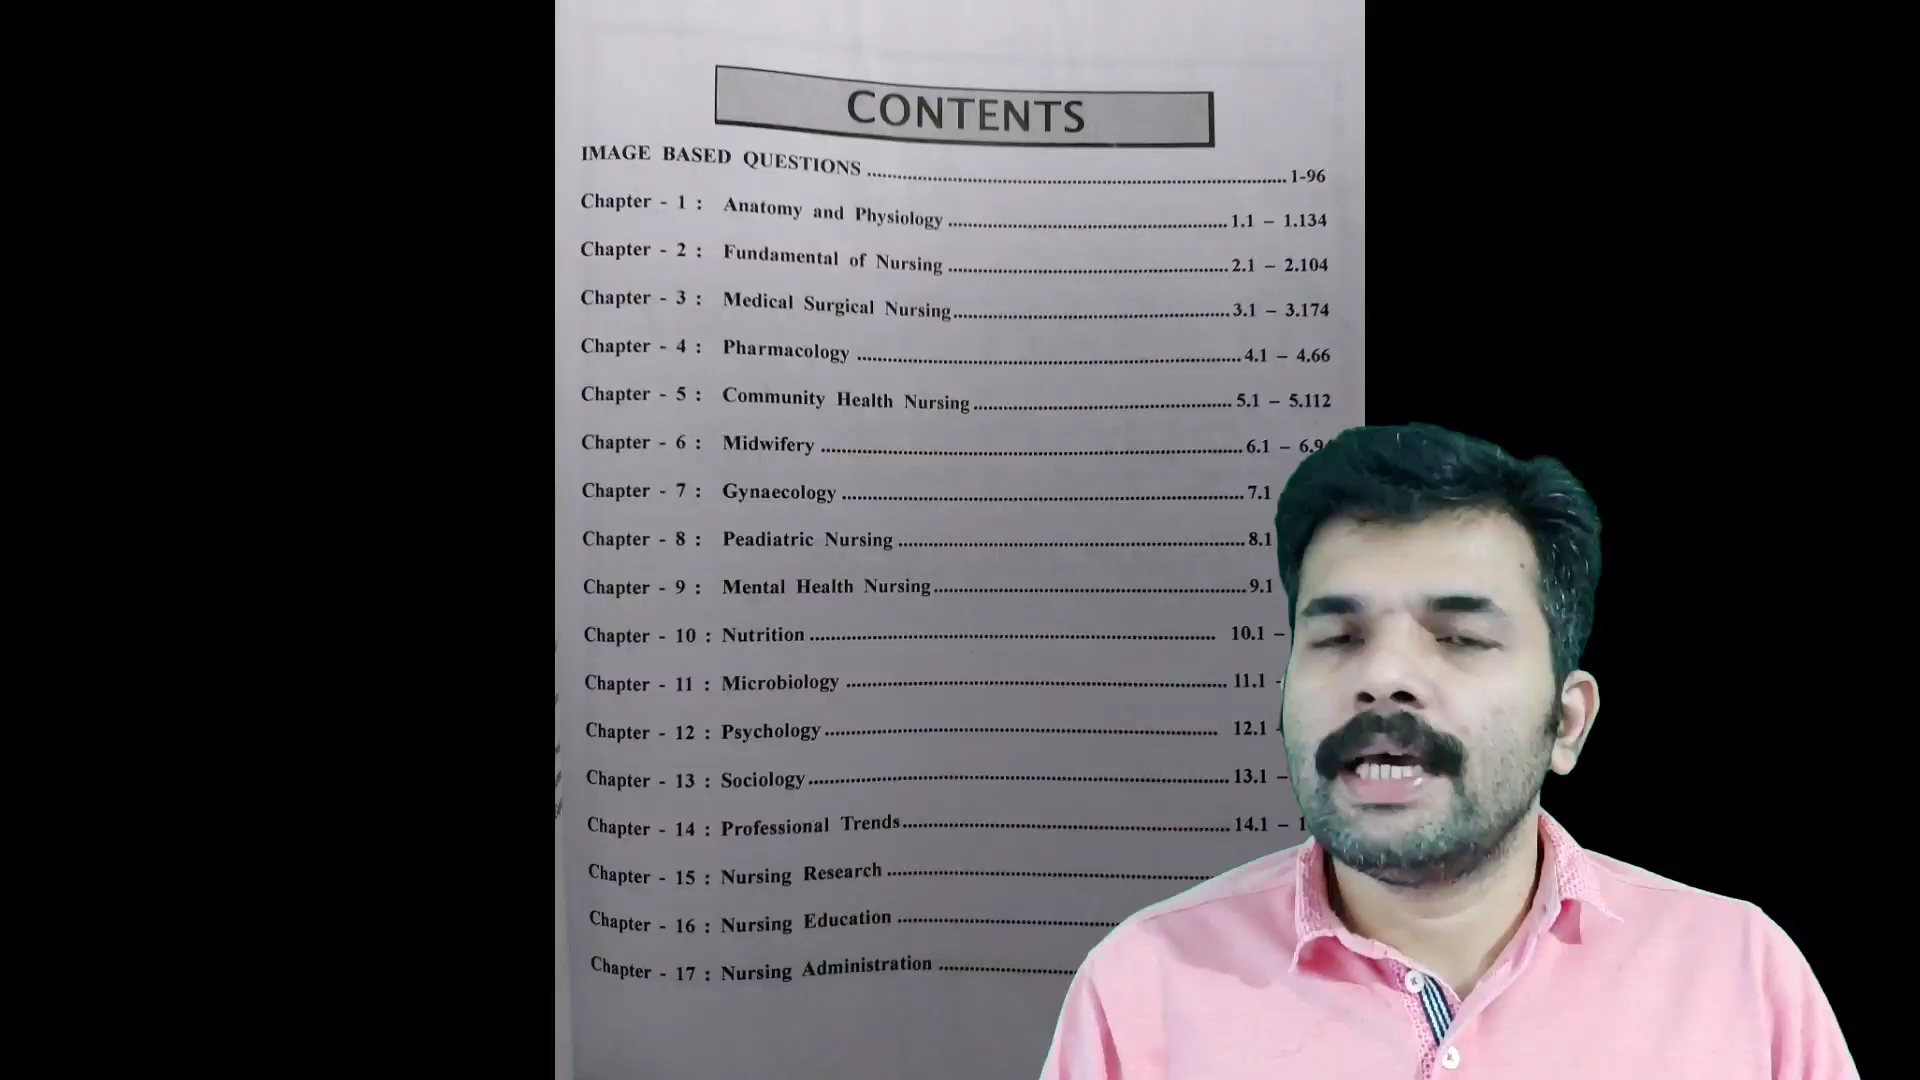 CONTENTS
IMAGE BASED QUESTIONS ........ 1-96
Chapter - 1 : Anatomy and Physiology ........ 1.1 – 1.134
Chapter - 2 : Fundamental of Nursing ........ 2.1 – 2.104
Chapter - 3 : Medical Surgical Nursing ........ 3.1 – 3.174
Chapter - 4 : Pharmacology ........ 4.1 – 4.66
Chapter - 5 : Community Health Nursing ........ 5.1 – 5.112
Chapter - 6 : Midwifery ........ 6.1 –
Chapter - 7 : Gynaecology ........ 7.1
Chapter - 8 : Peadiatric Nursing ........ 8.1
Chapter - 9 : Mental Health Nursing ........ 9.1
Chapter - 10 : Nutrition ........ 10.1 –
Chapter - 11 : Microbiology ........ 11.1 -
Chapter - 12 : Psychology ........ 12.1
Chapter - 13 : Sociology ........ 13.1 –
Chapter - 14 : Professional Trends ........ 14.1 –
Chapter - 15 : Nursing Research ........
Chapter - 16 : Nursing Education ........
Chapter - 17 : Nursing Administration ........